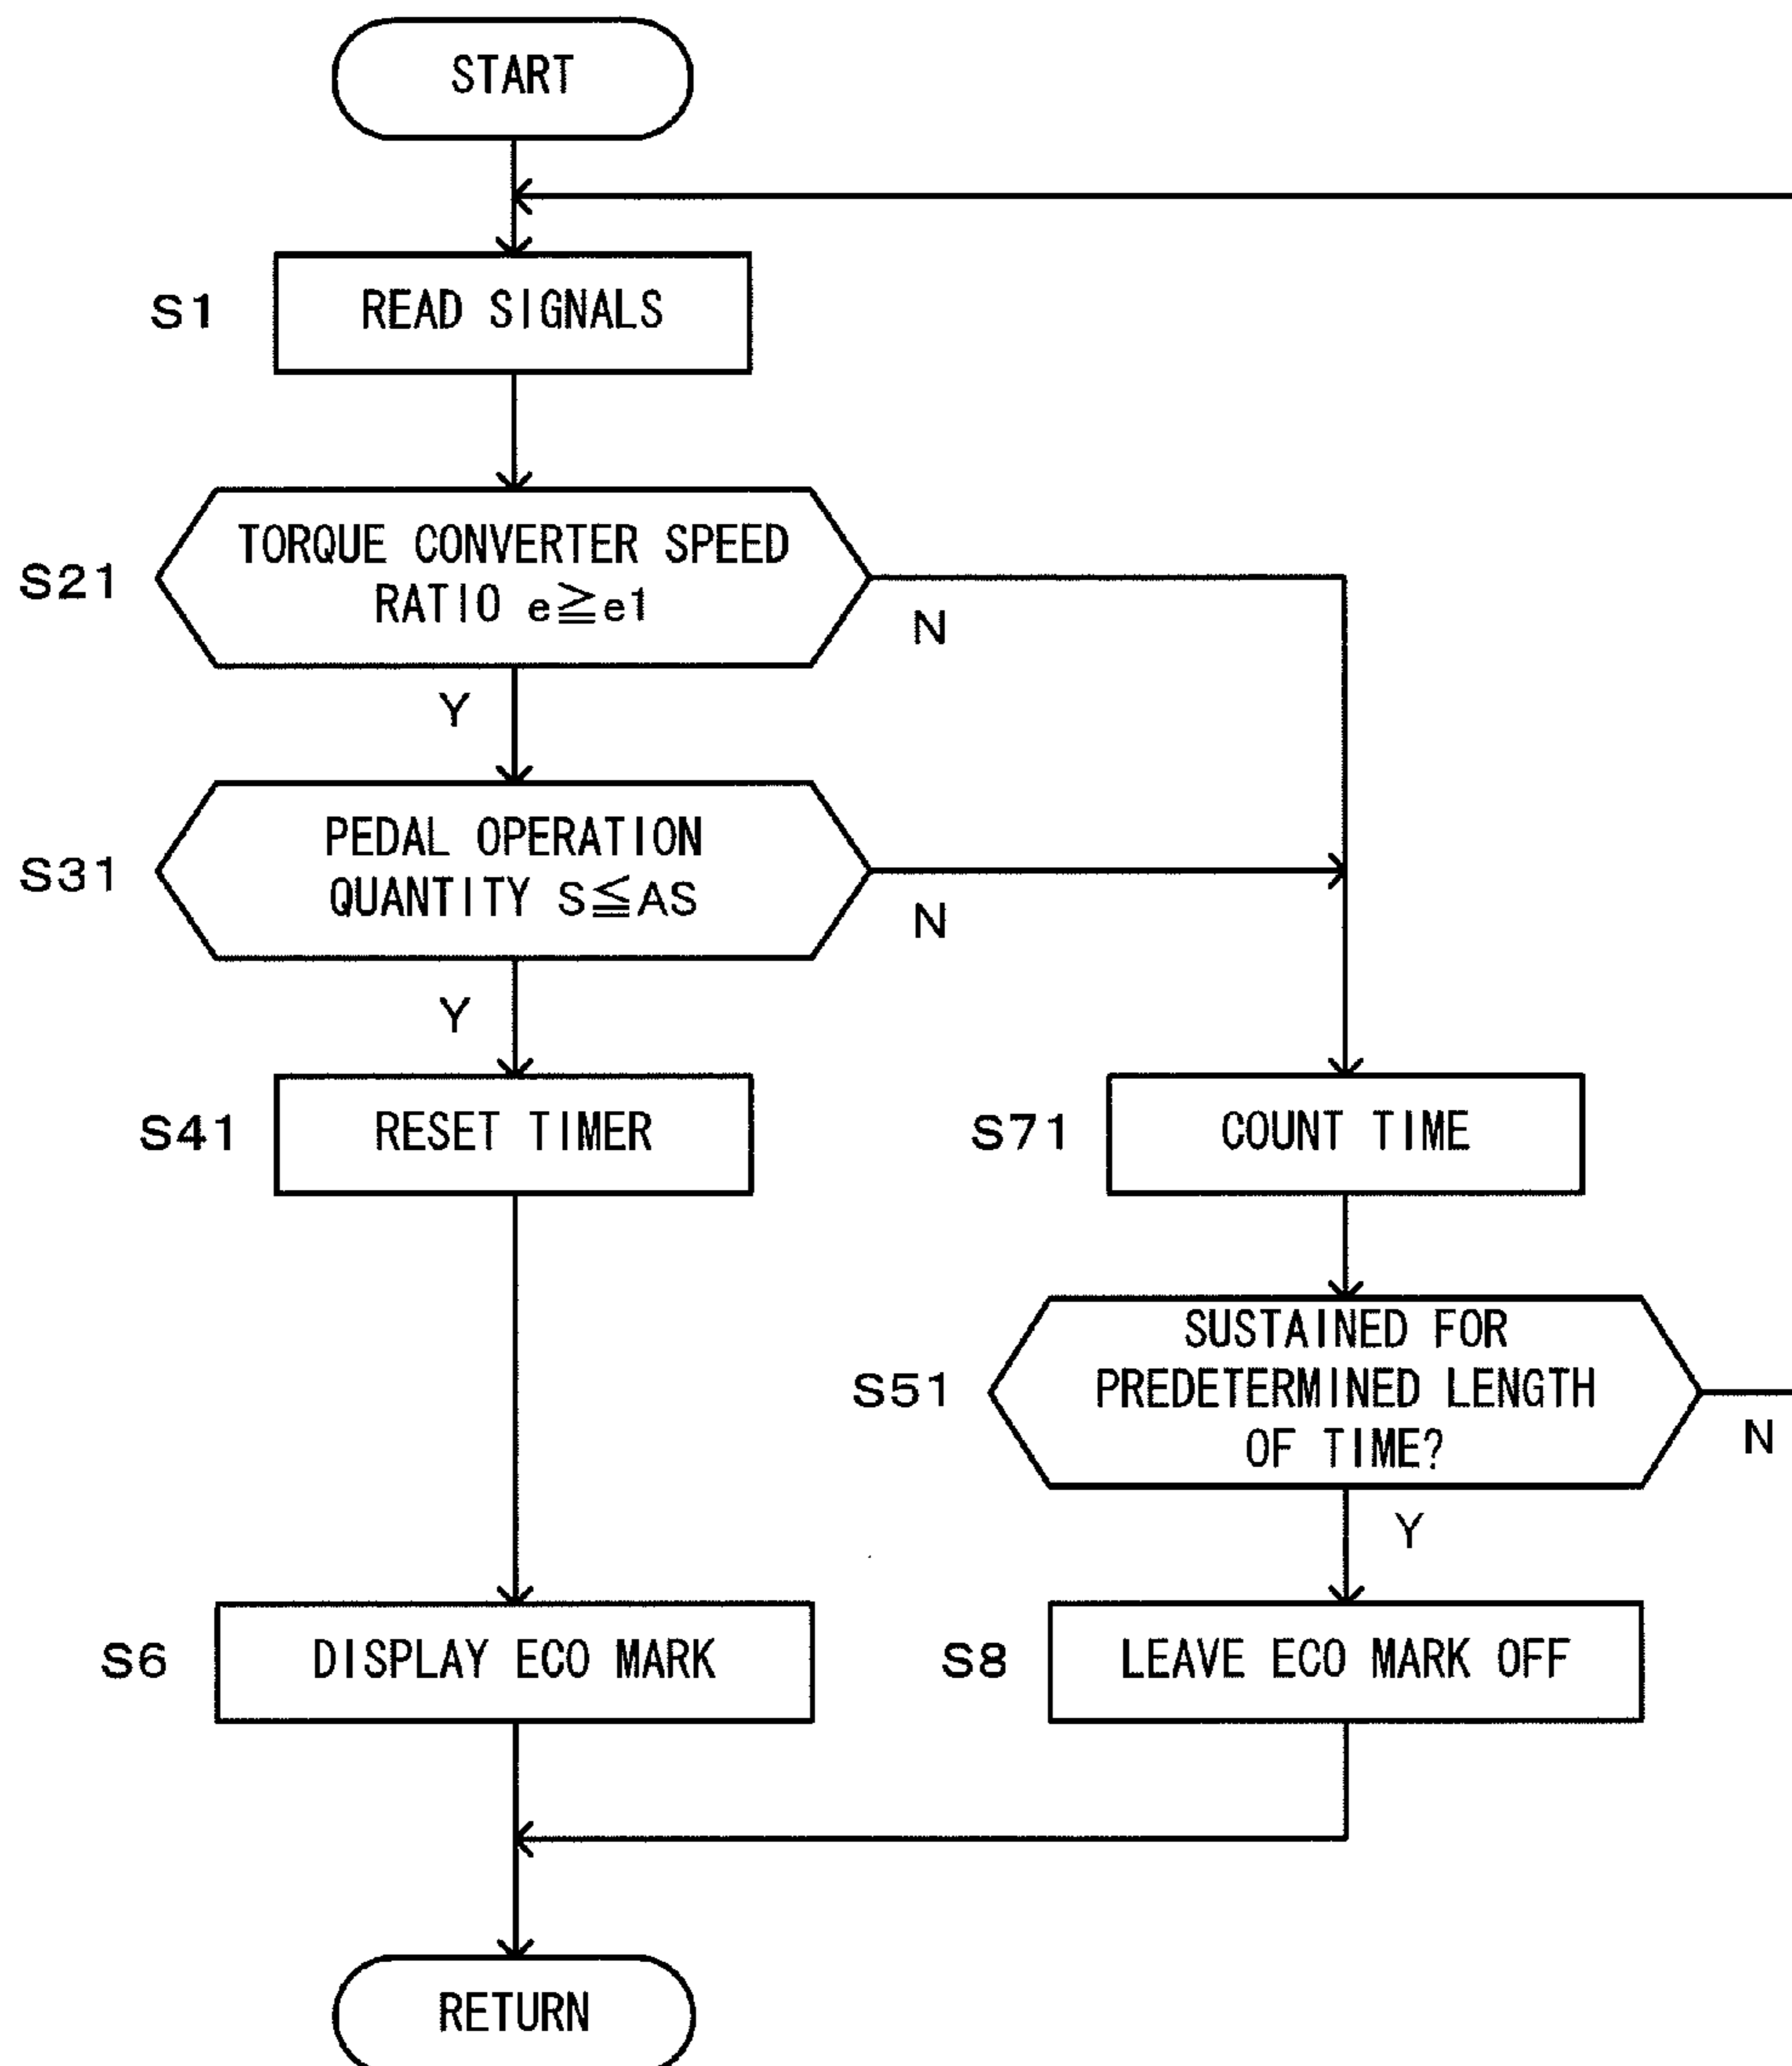 START
S1
READ SIGNALS
S21
TORQUE CONVERTER SPEED
RATIO e≧e1
N
Y
S31
PEDAL OPERATION
QUANTITY S≦AS
N
Y
S41
RESET TIMER
S71
COUNT TIME
S51
SUSTAINED FOR
PREDETERMINED LENGTH
OF TIME?
N
Y
S6
DISPLAY ECO MARK
S8
LEAVE ECO MARK OFF
RETURN